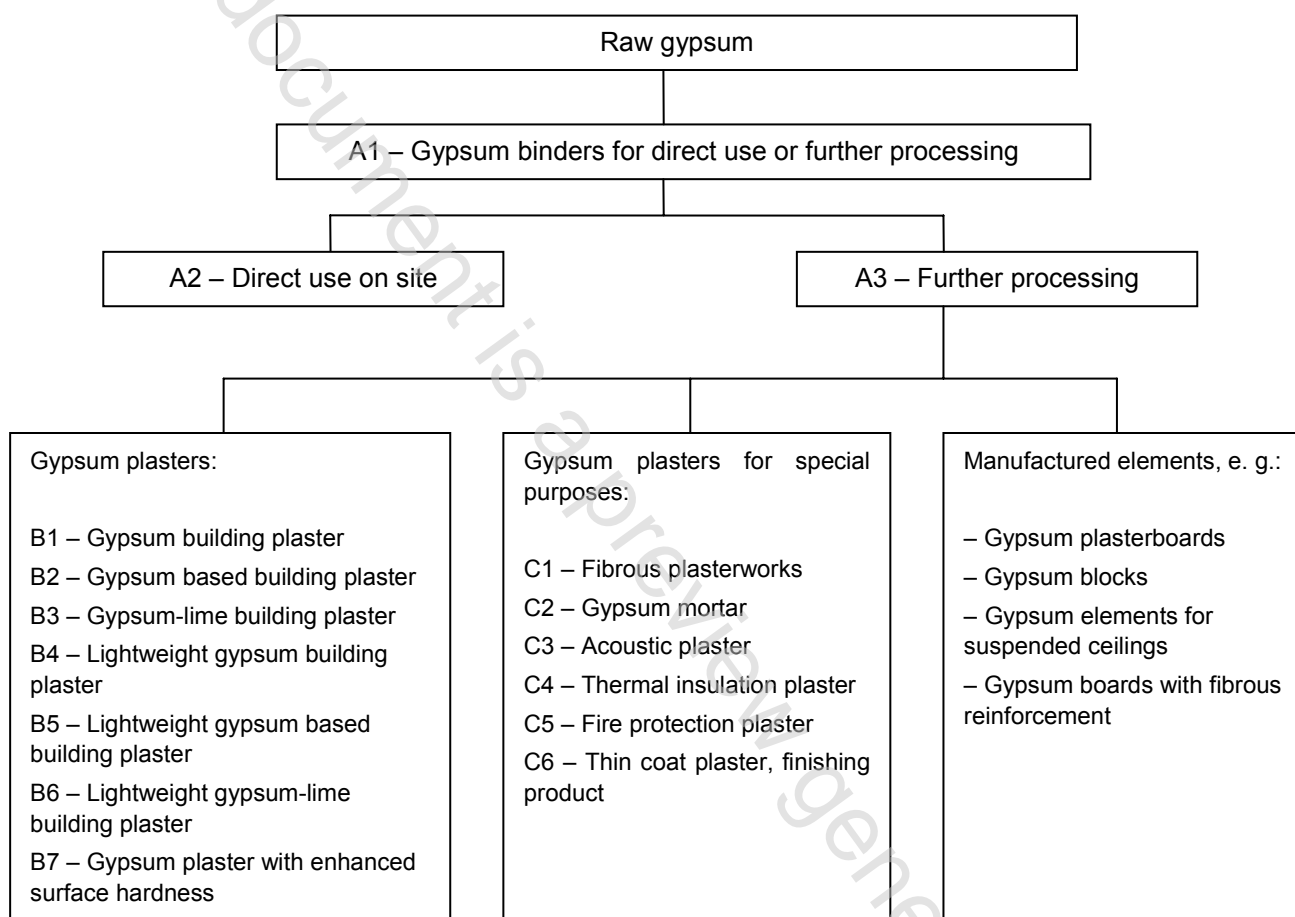 Raw gypsum
A1 – Gypsum binders for direct use or further processing
A2 – Direct use on site
A3 – Further processing
Gypsum plasters:
B1 – Gypsum building plaster
B2 – Gypsum based building plaster
B3 – Gypsum-lime building plaster
B4 – Lightweight gypsum building
plaster
B5 – Lightweight gypsum based
building plaster
B6 – Lightweight gypsum-lime
building plaster
B7 – Gypsum plaster with enhanced
surface hardness
Gypsum plasters for special
purposes:
C1 – Fibrous plasterworks
C2 – Gypsum mortar
C3 – Acoustic plaster
C4 – Thermal insulation plaster
C5 – Fire protection plaster
C6 – Thin coat plaster, finishing
product
Manufactured elements, e. g.:
– Gypsum plasterboards
– Gypsum blocks
– Gypsum elements for
suspended ceilings
– Gypsum boards with fibrous
reinforcement
document is a preview gene